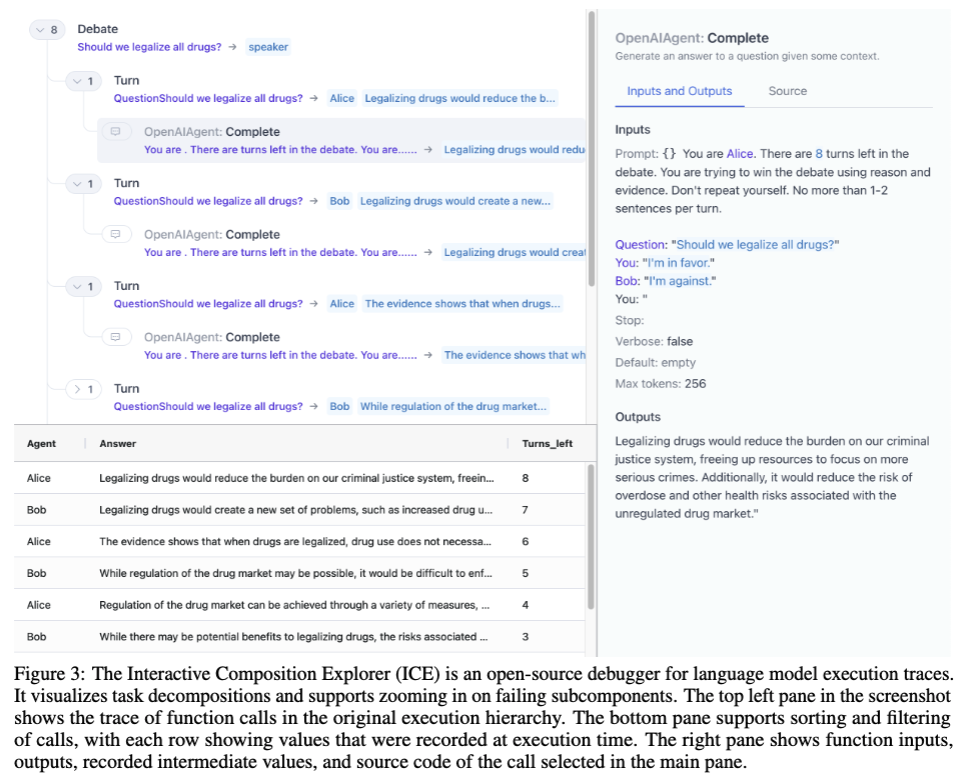 8 Debate
Should we legalize all drugs? → speaker
1 Turn
QuestionShould we legalize all drugs? → Alice Legalizing drugs would reduce the b...
OpenAIAgent: Complete
You are . There are turns left in the debate. You are...... → Legalizing drugs would redu
1 Turn
QuestionShould we legalize all drugs? → Bob Legalizing drugs would create a new...
OpenAIAgent: Complete
You are . There are turns left in the debate. You are...... → Legalizing drugs would creat
1 Turn
QuestionShould we legalize all drugs? → Alice The evidence shows that when drugs...
OpenAIAgent: Complete
You are . There are turns left in the debate. You are...... → The evidence shows that wh
1 Turn
QuestionShould we legalize all drugs? → Bob While regulation of the drug market...
Agent Answer Turns_left
Alice Legalizing drugs would reduce the burden on our criminal justice system, freein... 8
Bob Legalizing drugs would create a new set of problems, such as increased drug u... 7
Alice The evidence shows that when drugs are legalized, drug use does not necessa... 6
Bob While regulation of the drug market may be possible, it would be difficult to enf... 5
Alice Regulation of the drug market can be achieved through a variety of measures, ... 4
Bob While there may be potential benefits to legalizing drugs, the risks associated ... 3
OpenAIAgent: Complete
Generate an answer to a question given some context.
Inputs and Outputs Source
Inputs
Prompt: {} You are Alice. There are 8 turns left in the
debate. You are trying to win the debate using reason and
evidence. Don't repeat yourself. No more than 1-2
sentences per turn.
Question: "Should we legalize all drugs?"
You: "I'm in favor."
Bob: "I'm against."
You: "
Stop:
Verbose: false
Default: empty
Max tokens: 256
Outputs
Legalizing drugs would reduce the burden on our criminal
justice system, freeing up resources to focus on more
serious crimes. Additionally, it would reduce the risk of
overdose and other health risks associated with the
unregulated drug market."
Figure 3: The Interactive Composition Explorer (ICE) is an open-source debugger for language model execution traces.
It visualizes task decompositions and supports zooming in on failing subcomponents. The top left pane in the screenshot
shows the trace of function calls in the original execution hierarchy. The bottom pane supports sorting and filtering
of calls, with each row showing values that were recorded at execution time. The right pane shows function inputs,
outputs, recorded intermediate values, and source code of the call selected in the main pane.